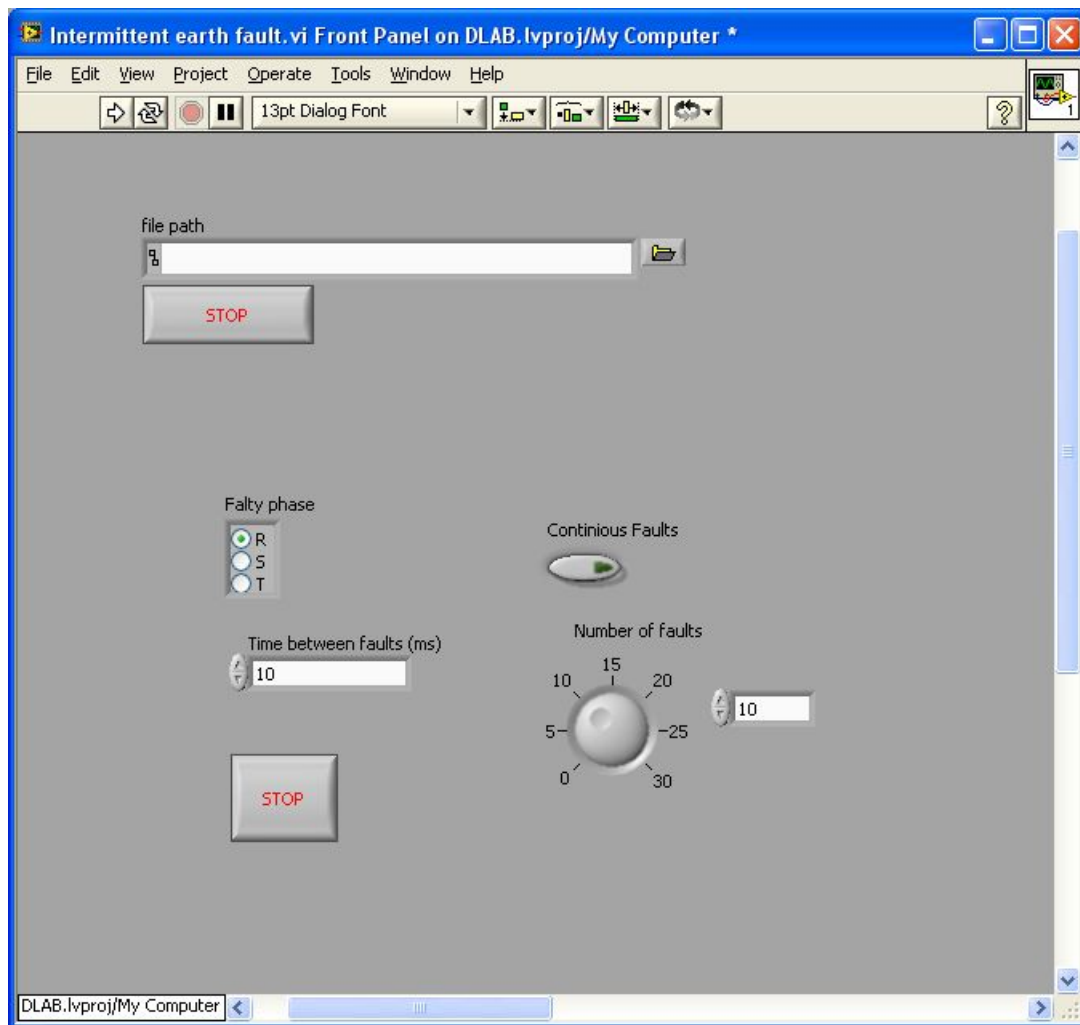 Intermittent earth fault.vi Front Panel on DLAB.lvproj/My Computer *
File Edit View Project Operate Tools Window Help
13pt Dialog Font
?
1
file path
STOP
Falty phase
R
S
T
Continious Faults
Time between faults (ms)
10
Number of faults
15
10 20
5 25
0 30
10
STOP
DLAB.lvproj/My Computer